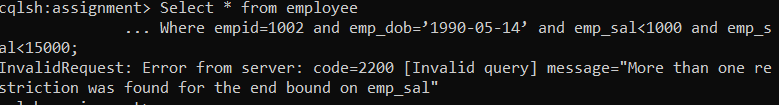 cqlsh:assignment> Select * from employee
... Where empid=1002 and emp_dob=’1990-05-14’ and emp_sal<1000 and emp_s
al<15000;
InvalidRequest: Error from server: code=2200 [Invalid query] message="More than one re
striction was found for the end bound on emp_sal"